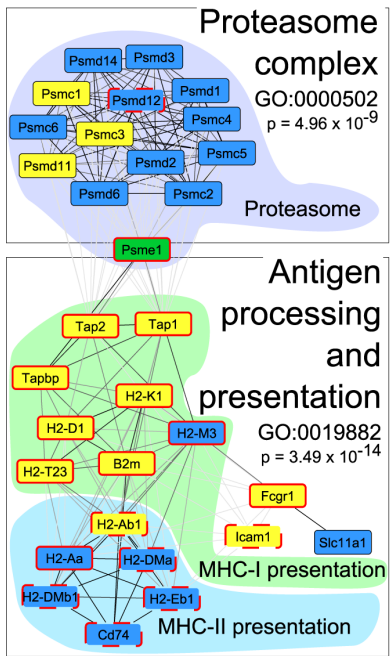 Proteasome
complex
GO:0000502
p = 4.96 x 10-9
Psmd14
Psmd3
Psmc1
Psmd12
Psmd1
Psmc6
Psmc3
Psmc4
Psmd11
Psmd2
Psmc5
Psmd6
Psmc2
Proteasome
Psme1
Antigen
processing
and
presentation
GO:0019882
p = 3.49 x 10-14
Tap2
Tap1
Tapbp
H2-K1
H2-D1
H2-M3
H2-T23
B2m
Fcgr1
H2-Ab1
Icam1
Slc11a1
H2-Aa
H2-DMa
MHC-I presentation
H2-DMb1
H2-Eb1
Cd74
MHC-II presentation